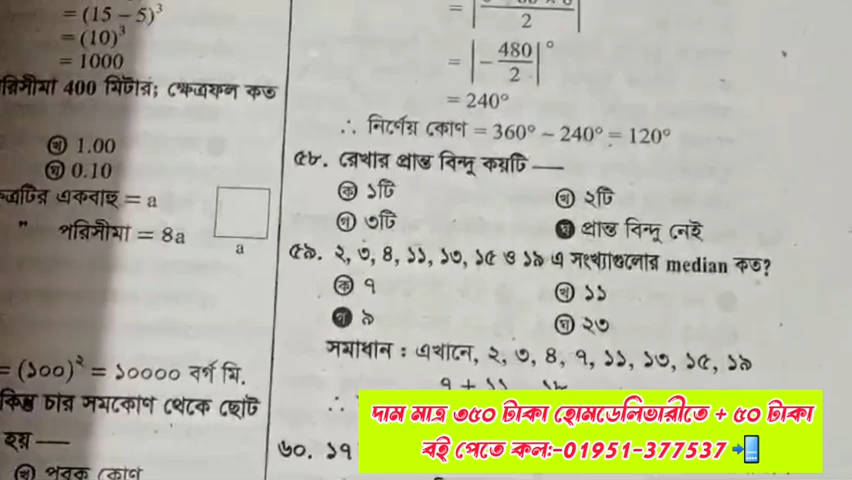 = (15 – 5)³
= (10)³
= 1000
400 মিটার; ক্ষেত্রফল কত
খ 1.00
ঘ 0.10
একবাহু = a
" পরিসীমা = 8a
a
= (১০০)² = ১০০০০ বর্গ মি.
কিন্তু চার সমকোণ থেকে ছোট
হয় —
2
= |– 480/2|°
= 240°
∴ নির্ণেয় কোণ = 360° – 240° = 120°
৫৮. রেখার প্রান্ত বিন্দু কয়টি —
ক ১টি খ ২টি
গ ৩টি ঘ প্রান্ত বিন্দু নেই
৫৯. ২, ৩, ৪, ১১, ১৩, ১৫ ও ১৯ এ সংখ্যাগুলোর median কত?
ক ৭ খ ১১
গ ৯ ঘ ২৩
সমাধান : এখানে, ২, ৩, ৪, ৭, ১১, ১৩, ১৫, ১৯
∴
৬০. ১৭
দাম মাত্র ৩৫০ টাকা হোমডেলিভারীতে + ৫০ টাকা
বই পেতে কল:-01951-377537